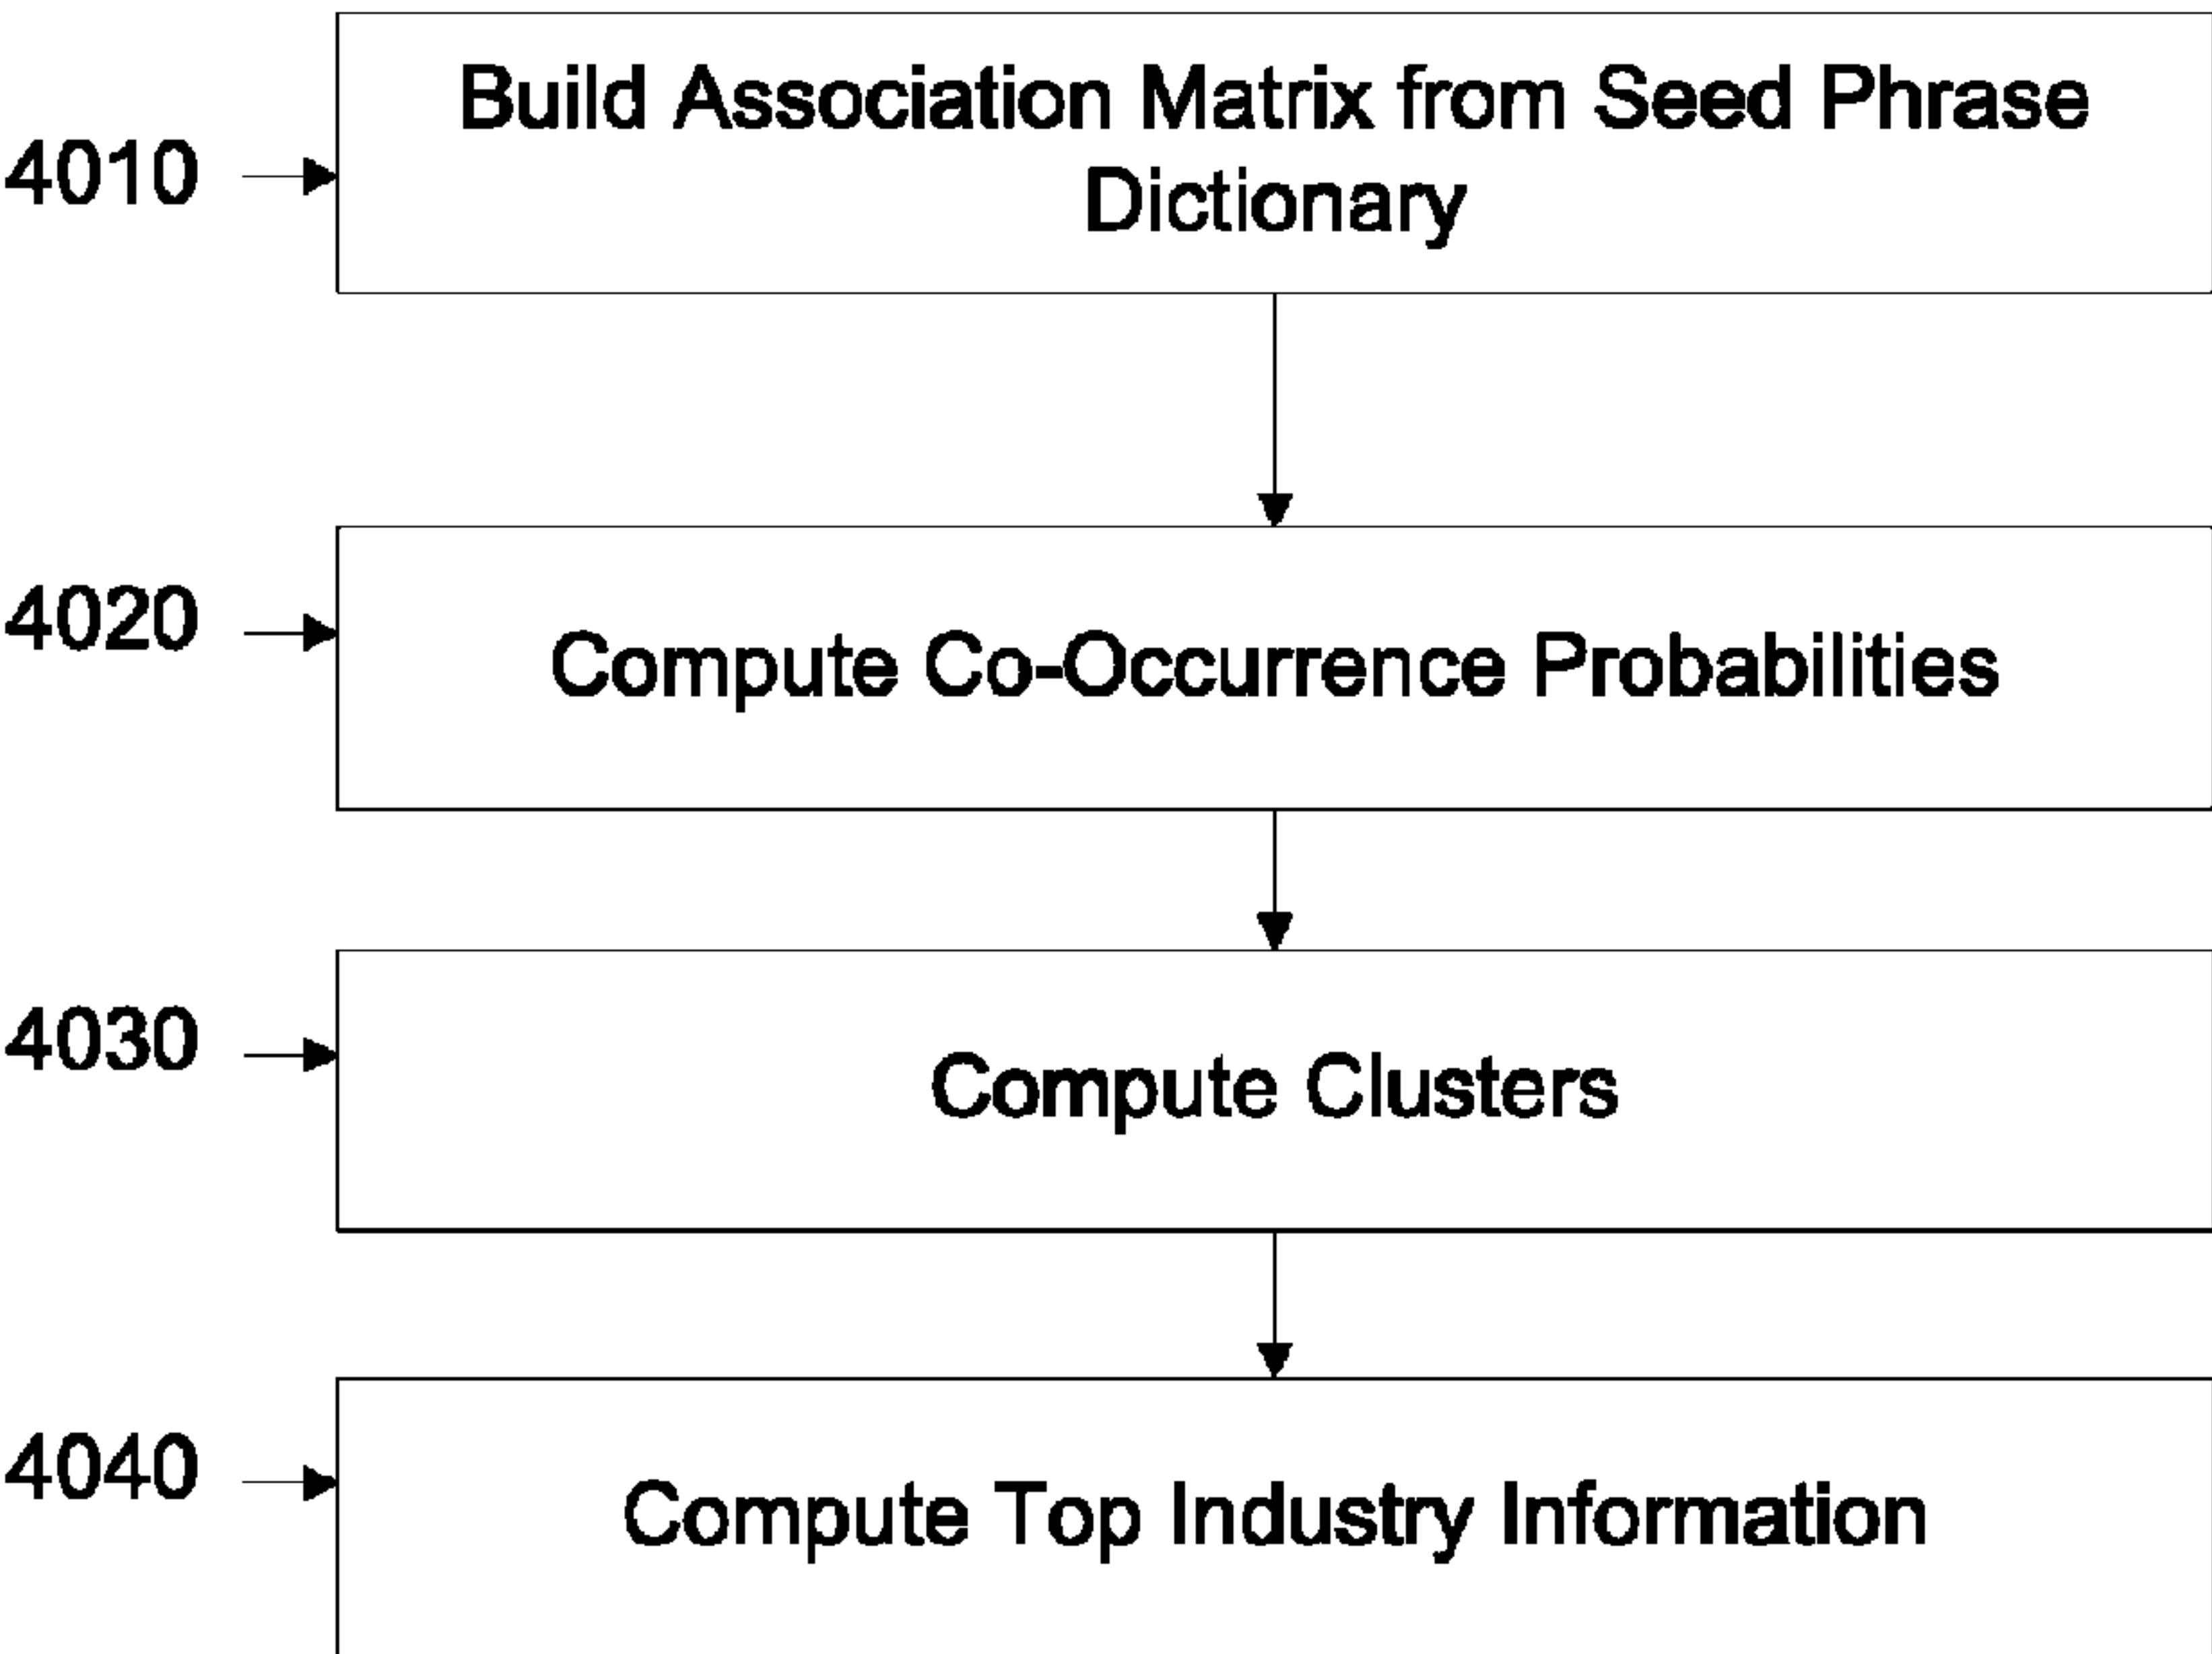 Build Association Matrix from Seed Phrase
Dictionary
4010
4020
Compute Co-Occurrence Probabilities
4030
Compute Clusters
4040
Compute Top Industry Information